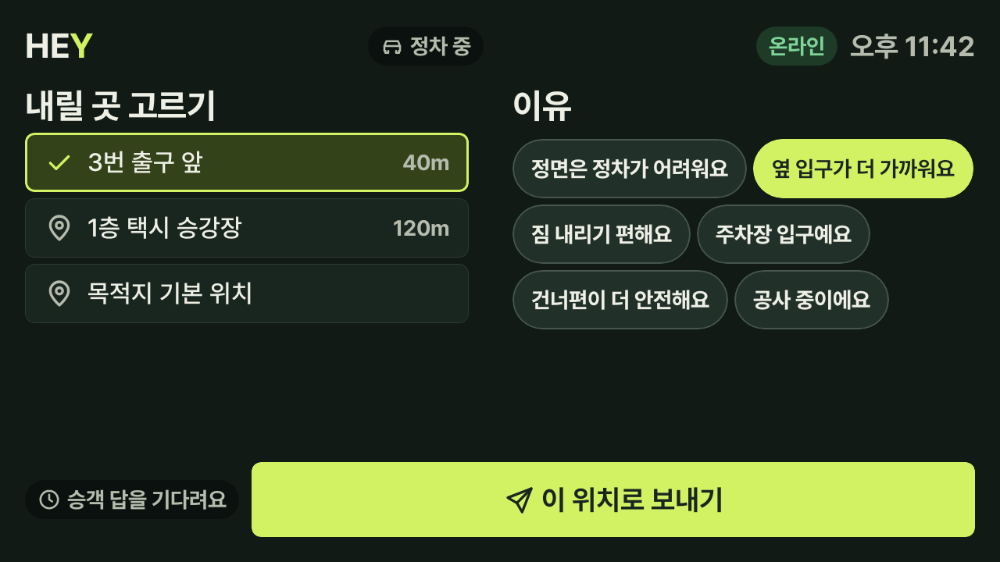 HEY
정차 중
온라인
오후 11:42
내릴 곳 고르기
3번 출구 앞 40m
1층 택시 승강장 120m
목적지 기본 위치
이유
정면은 정차가 어려워요
옆 입구가 더 가까워요
짐 내리기 편해요
주차장 입구예요
건너편이 더 안전해요
공사 중이에요
승객 답을 기다려요
이 위치로 보내기